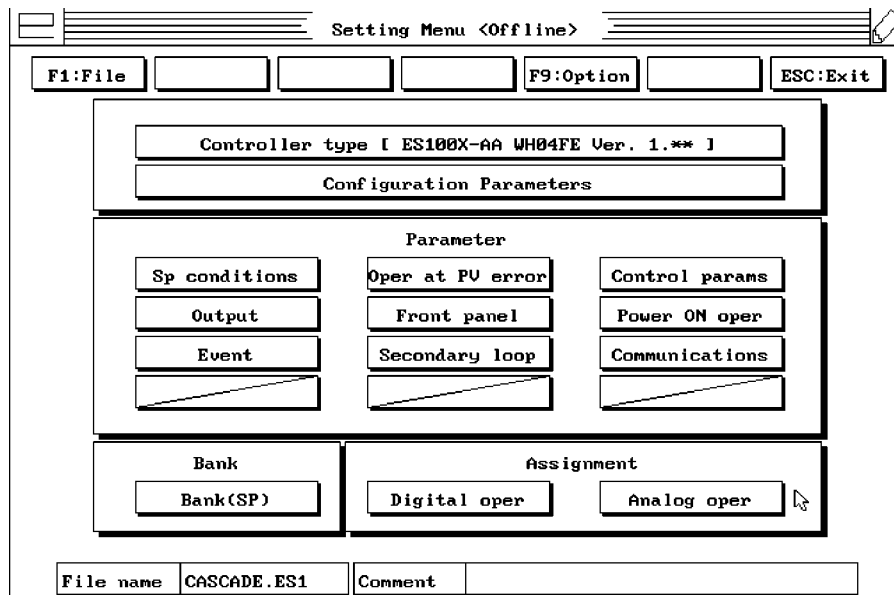 Setting Menu <Offline>
F1:File F9:Option ESC:Exit
Controller type [ ES100X-AA WH04FE Ver. 1.** ]
Configuration Parameters
Parameter
Sp conditions Oper at PV error Control params
Output Front panel Power ON oper
Event Secondary loop Communications
Bank Assignment
Bank(SP) Digital oper Analog oper
File name CASCADE.ES1 Comment